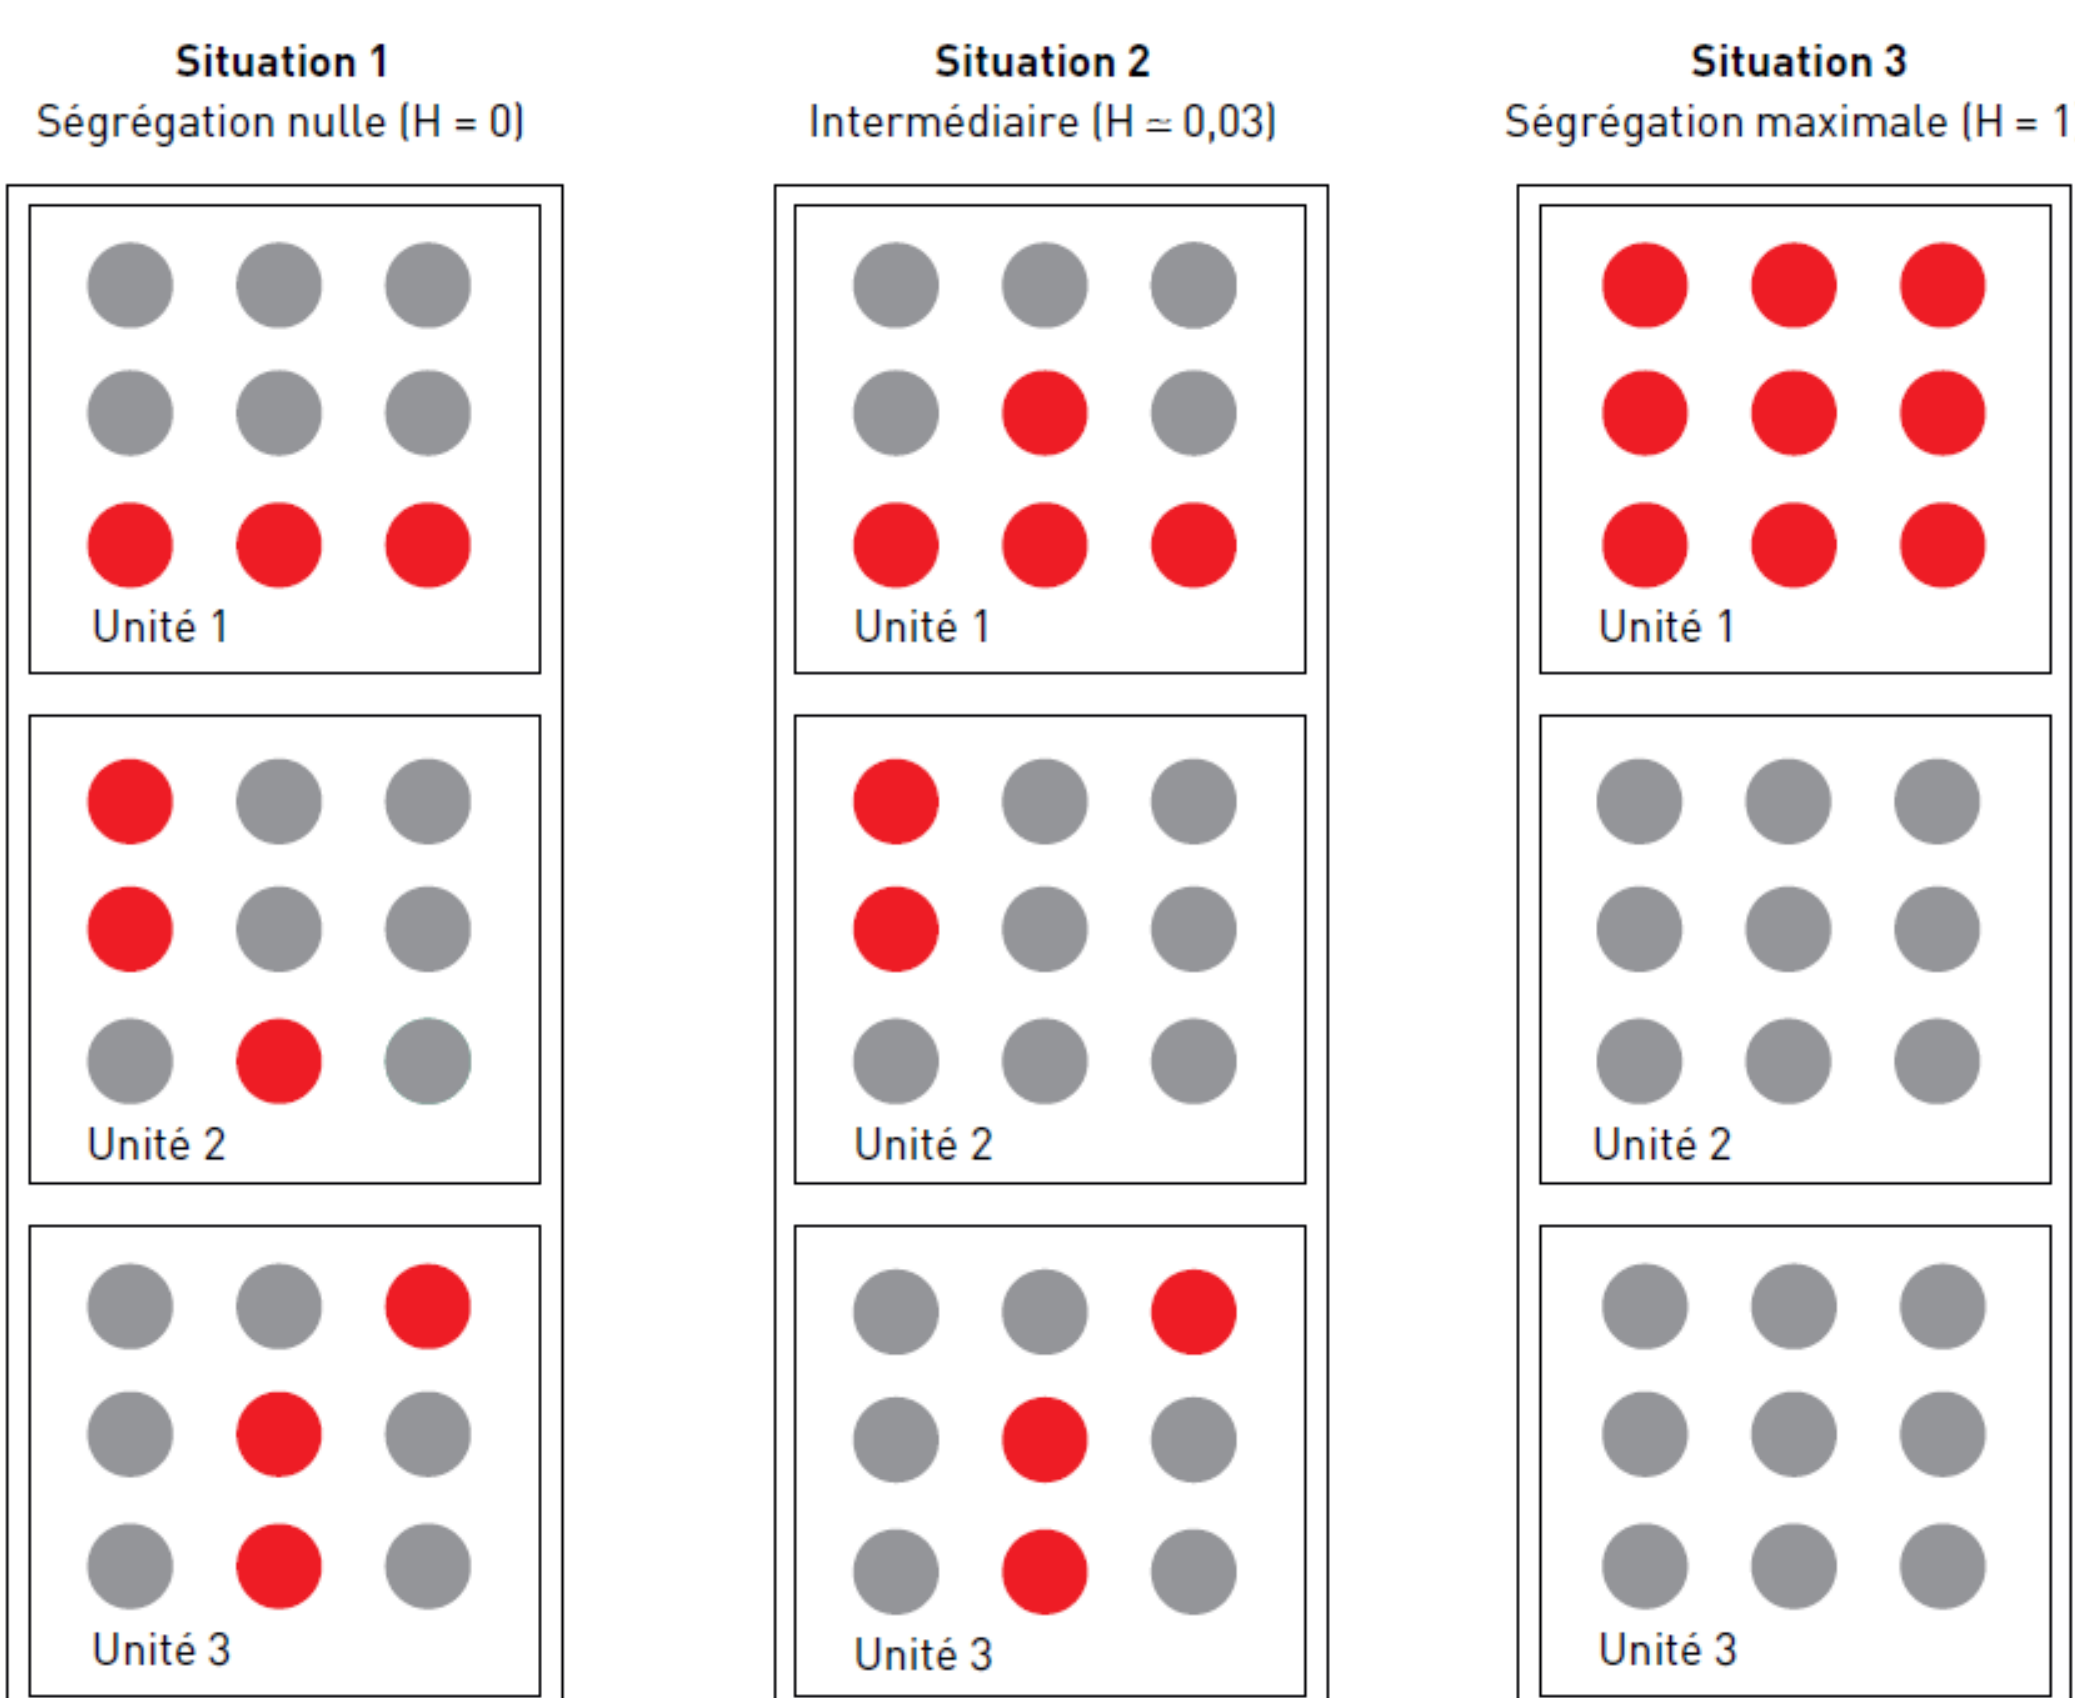 Situation 1
Ségrégation nulle (H = 0)
Unité 1
Unité 2
Unité 3
Situation 2
Intermédiaire (H ≃ 0,03)
Unité 1
Unité 2
Unité 3
Situation 3
Ségrégation maximale (H = 1
Unité 1
Unité 2
Unité 3